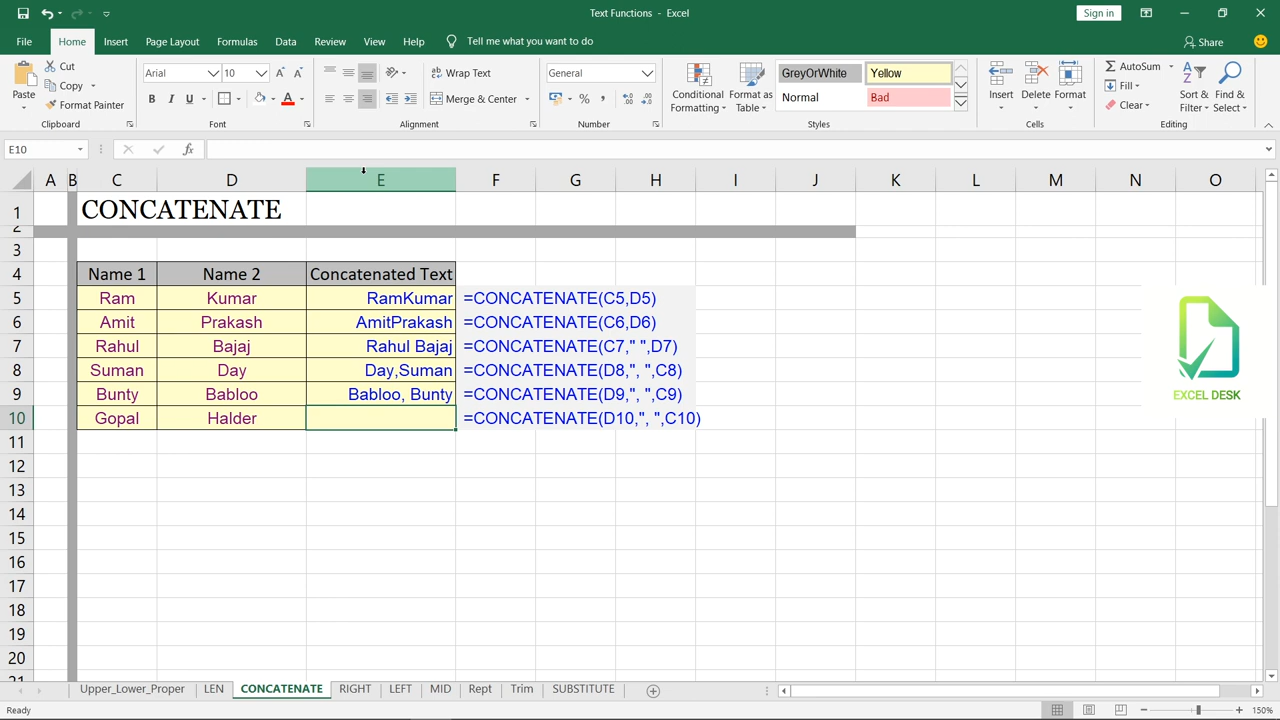 Text Functions - Excel
Sign in
File Home Insert Page Layout Formulas Data Review View Help Tell me what you want to do Share
Paste Cut Copy Format Painter
Clipboard
Arial 10
B I U
Font
Wrap Text
Merge & Center
Alignment
General
Number
Conditional Formatting
Format as Table
GreyOrWhite Yellow
Normal Bad
Styles
Insert Delete Format
Cells
AutoSum
Fill
Clear
Sort & Filter
Find & Select
Editing
E10
A B C D E F G H I J K L M N O
1 CONCATENATE
2
3
4 Name 1 Name 2 Concatenated Text
5 Ram Kumar RamKumar =CONCATENATE(C5,D5)
6 Amit Prakash AmitPrakash =CONCATENATE(C6,D6)
7 Rahul Bajaj Rahul Bajaj =CONCATENATE(C7," ",D7)
8 Suman Day Day,Suman =CONCATENATE(D8,", ",C8)
9 Bunty Babloo Babloo, Bunty =CONCATENATE(D9,", ",C9)
10 Gopal Halder =CONCATENATE(D10,", ",C10)
EXCEL DESK
11
12
13
14
15
16
17
18
19
20
21
Upper_Lower_Proper LEN CONCATENATE RIGHT LEFT MID Rept Trim SUBSTITUTE
Ready
150%